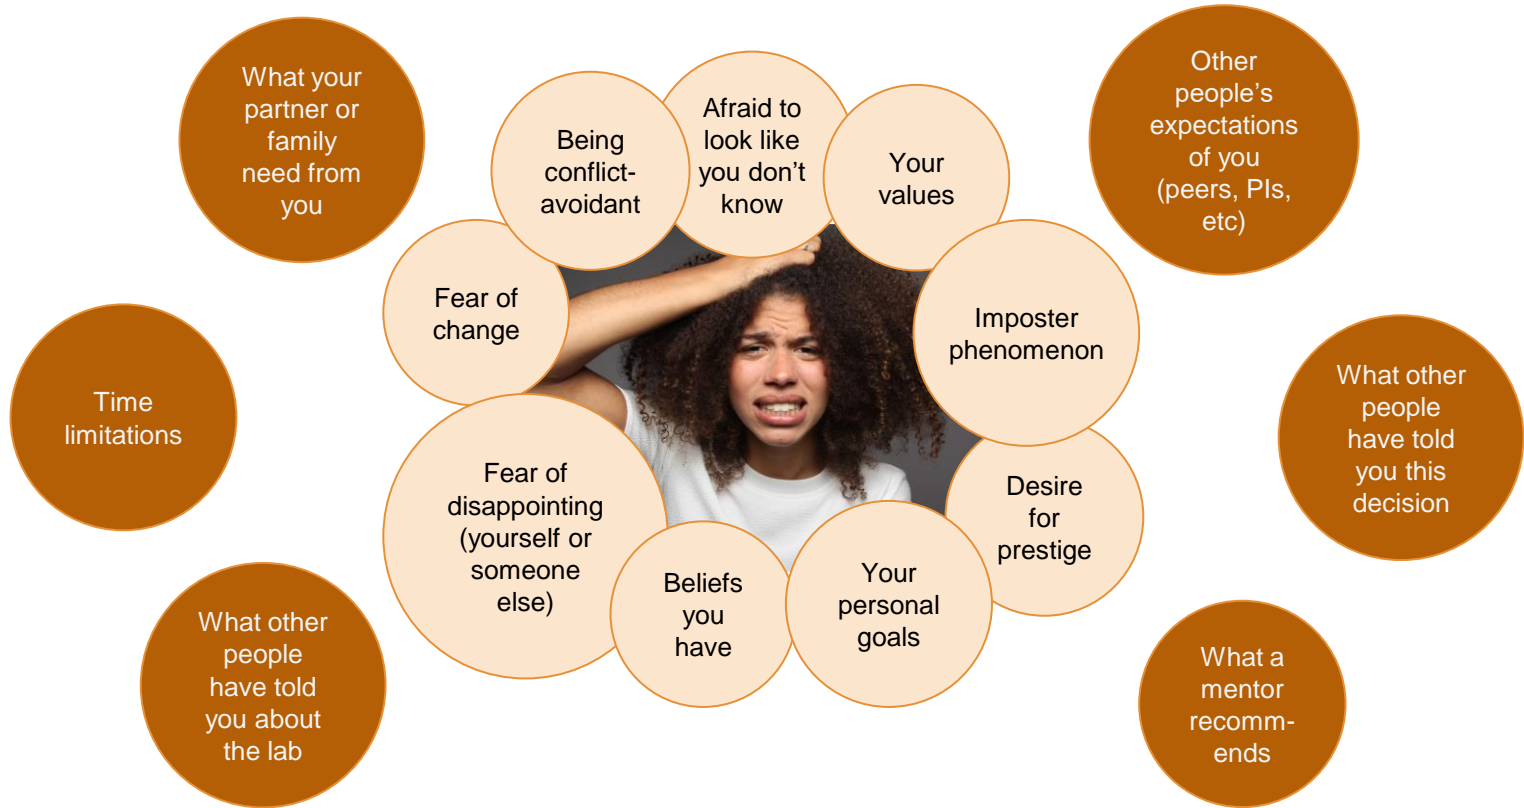 What your
partner or
family
need from
you
Being
conflict-
avoidant
Afraid to
look like
you don't
know
Your
values
Other
people's
expectations
of you
(peers, PIs,
etc)
Fear of
change
Imposter
phenomenon
Time
limitations
What other
people
have told
you this
decision
Fear of
disappointing
(yourself or
someone
else)
Desire
for
prestige
Beliefs
you
have
Your
personal
goals
What other
people
have told
you about
the lab
What a
mentor
recomm-
ends